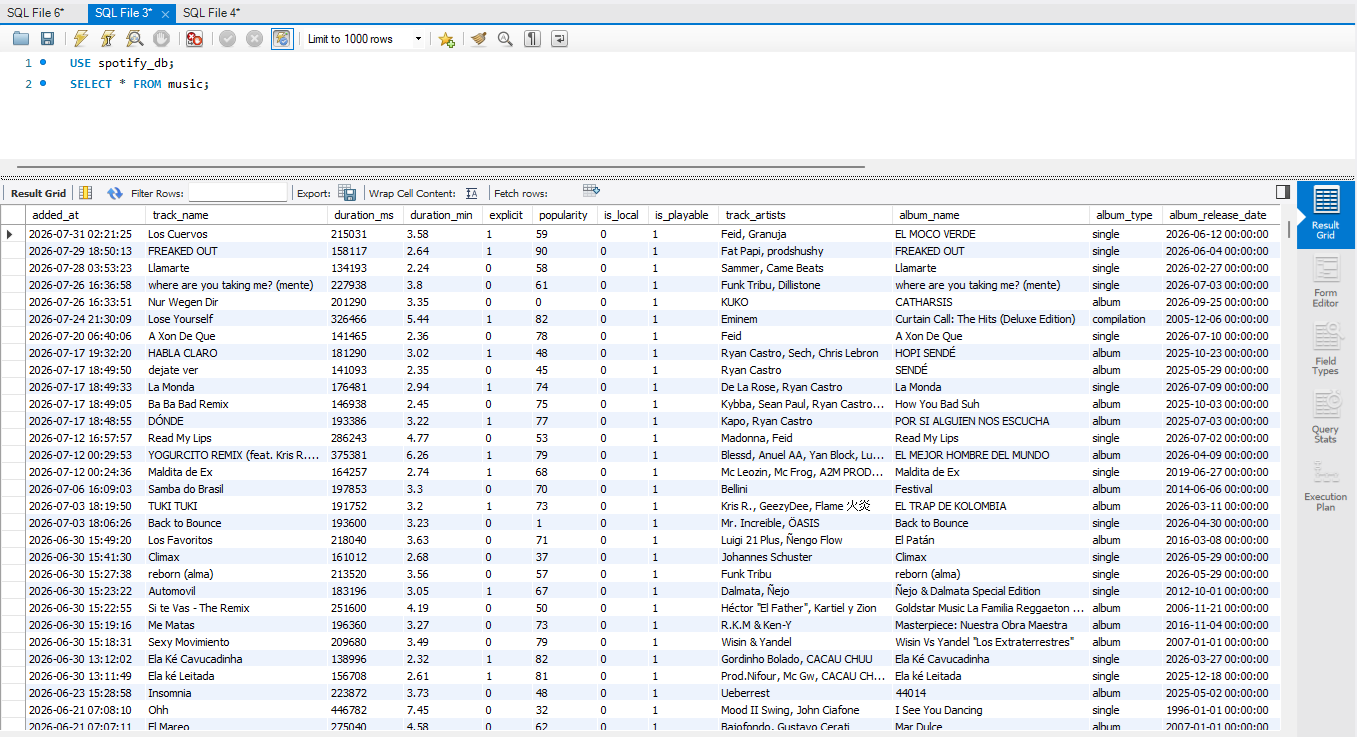 SQL File 6* SQL File 3* SQL File 4*
Limit to 1000 rows
1 USE spotify_db;
2 SELECT * FROM music;
Result Grid Filter Rows: Export: Wrap Cell Content: Fetch rows:
added_at track_name duration_ms duration_min explicit popularity is_local is_playable track_artists album_name album_type album_release_date
2026-07-31 02:21:25 Los Cuervos 215031 3.58 1 59 0 1 Feid, Granuja EL MOCO VERDE single 2026-06-12 00:00:00
2026-07-29 18:50:13 FREAKED OUT 158117 2.64 1 90 0 1 Fat Papi, prodshushy FREAKED OUT single 2026-06-04 00:00:00
2026-07-28 03:53:23 Llamarte 134193 2.24 0 58 0 1 Sammer, Came Beats Llamarte single 2026-02-27 00:00:00
2026-07-26 16:36:58 where are you taking me? (mente) 227938 3.8 0 61 0 1 Funk Tribu, Dillistone where are you taking me? (mente) single 2026-07-03 00:00:00
2026-07-26 16:33:51 Nur Wegen Dir 201290 3.35 0 0 0 1 KUKO CATHARSIS album 2026-09-25 00:00:00
2026-07-24 21:30:09 Lose Yourself 326466 5.44 1 82 0 1 Eminem Curtain Call: The Hits (Deluxe Edition) compilation 2005-12-06 00:00:00
2026-07-20 06:40:06 A Xon De Que 141465 2.36 0 78 0 1 Feid A Xon De Que single 2026-07-10 00:00:00
2026-07-17 19:32:20 HABLA CLARO 181290 3.02 1 48 0 1 Ryan Castro, Sech, Chris Lebron HOPI SENDÉ album 2025-10-23 00:00:00
2026-07-17 18:49:50 dejate ver 141093 2.35 0 45 0 1 Ryan Castro SENDÉ album 2025-05-29 00:00:00
2026-07-17 18:49:33 La Monda 176481 2.94 1 74 0 1 De La Rose, Ryan Castro La Monda single 2026-07-09 00:00:00
2026-07-17 18:49:05 Ba Ba Bad Remix 146938 2.45 0 75 0 1 Kybba, Sean Paul, Ryan Castro... How You Bad Suh album 2025-10-03 00:00:00
2026-07-17 18:48:55 DÓNDE 193386 3.22 1 77 0 1 Kapo, Ryan Castro POR SI ALGUIEN NOS ESCUCHA album 2025-07-03 00:00:00
2026-07-12 16:57:57 Read My Lips 286243 4.77 0 53 0 1 Madonna, Feid Read My Lips single 2026-07-02 00:00:00
2026-07-12 00:29:53 YOGURCITO REMIX (feat. Kris R.... 375381 6.26 1 79 0 1 Blessd, Anuel AA, Yan Block, Lu... EL MEJOR HOMBRE DEL MUNDO album 2026-04-09 00:00:00
2026-07-12 00:24:36 Maldita de Ex 164257 2.74 1 68 0 1 Mc Leozin, Mc Frog, A2M PROD... Maldita de Ex single 2019-06-27 00:00:00
2026-07-06 16:09:03 Samba do Brasil 197853 3.3 0 70 0 1 Bellini Festival album 2014-06-06 00:00:00
2026-07-03 18:19:50 TUKI TUKI 191752 3.2 1 73 0 1 Kris R., GeezyDee, Flame 火炎 EL TRAP DE KOLOMBIA album 2026-03-11 00:00:00
2026-07-03 18:06:26 Back to Bounce 193600 3.23 0 1 0 1 Mr. Increible, ÖASIS Back to Bounce single 2026-04-30 00:00:00
2026-06-30 15:49:20 Los Favoritos 218040 3.63 0 71 0 1 Luigi 21 Plus, Ñengo Flow El Patán album 2016-03-08 00:00:00
2026-06-30 15:41:30 Climax 161012 2.68 0 37 0 1 Johannes Schuster Climax single 2026-05-29 00:00:00
2026-06-30 15:27:38 reborn (alma) 213520 3.56 0 57 0 1 Funk Tribu reborn (alma) single 2026-05-29 00:00:00
2026-06-30 15:23:22 Automovil 183196 3.05 1 67 0 1 Dalmata, Ñejo Ñejo & Dalmata Special Edition single 2012-10-01 00:00:00
2026-06-30 15:22:55 Si te Vas - The Remix 251600 4.19 0 50 0 1 Héctor "El Father", Kartiel y Zion Goldstar Music La Familia Reggaeton ... album 2006-11-21 00:00:00
2026-06-30 15:19:16 Me Matas 196360 3.27 0 73 0 1 R.K.M & Ken-Y Masterpiece: Nuestra Obra Maestra album 2016-11-04 00:00:00
2026-06-30 15:18:31 Sexy Movimiento 209680 3.49 0 79 0 1 Wisin & Yandel Wisin Vs Yandel "Los Extraterrestres" album 2007-01-01 00:00:00
2026-06-30 13:12:02 Ela Ké Cavucadinha 138996 2.32 1 82 0 1 Gordinho Bolado, CACAU CHUU Ela Ké Cavucadinha single 2026-03-27 00:00:00
2026-06-30 13:11:49 Ela ké Leitada 156708 2.61 1 81 0 1 Prod.Nifour, Mc Gw, CACAU CH... Ela ké Leitada single 2025-12-18 00:00:00
2026-06-23 15:28:58 Insomnia 223872 3.73 0 48 0 1 Ueberrest 44014 album 2025-05-02 00:00:00
2026-06-21 07:08:10 Ohh 446782 7.45 0 32 0 1 Mood II Swing, John Ciafone I See You Dancing single 1996-01-01 00:00:00
2026-06-21 07:07:11 El Mareo 275040 4.58 0 62 0 1 Bajofondo, Gustavo Cerati Mar Dulce album 2007-01-01 00:00:00
Result
Grid
Form
Editor
Field
Types
Query
Stats
Execution
Plan